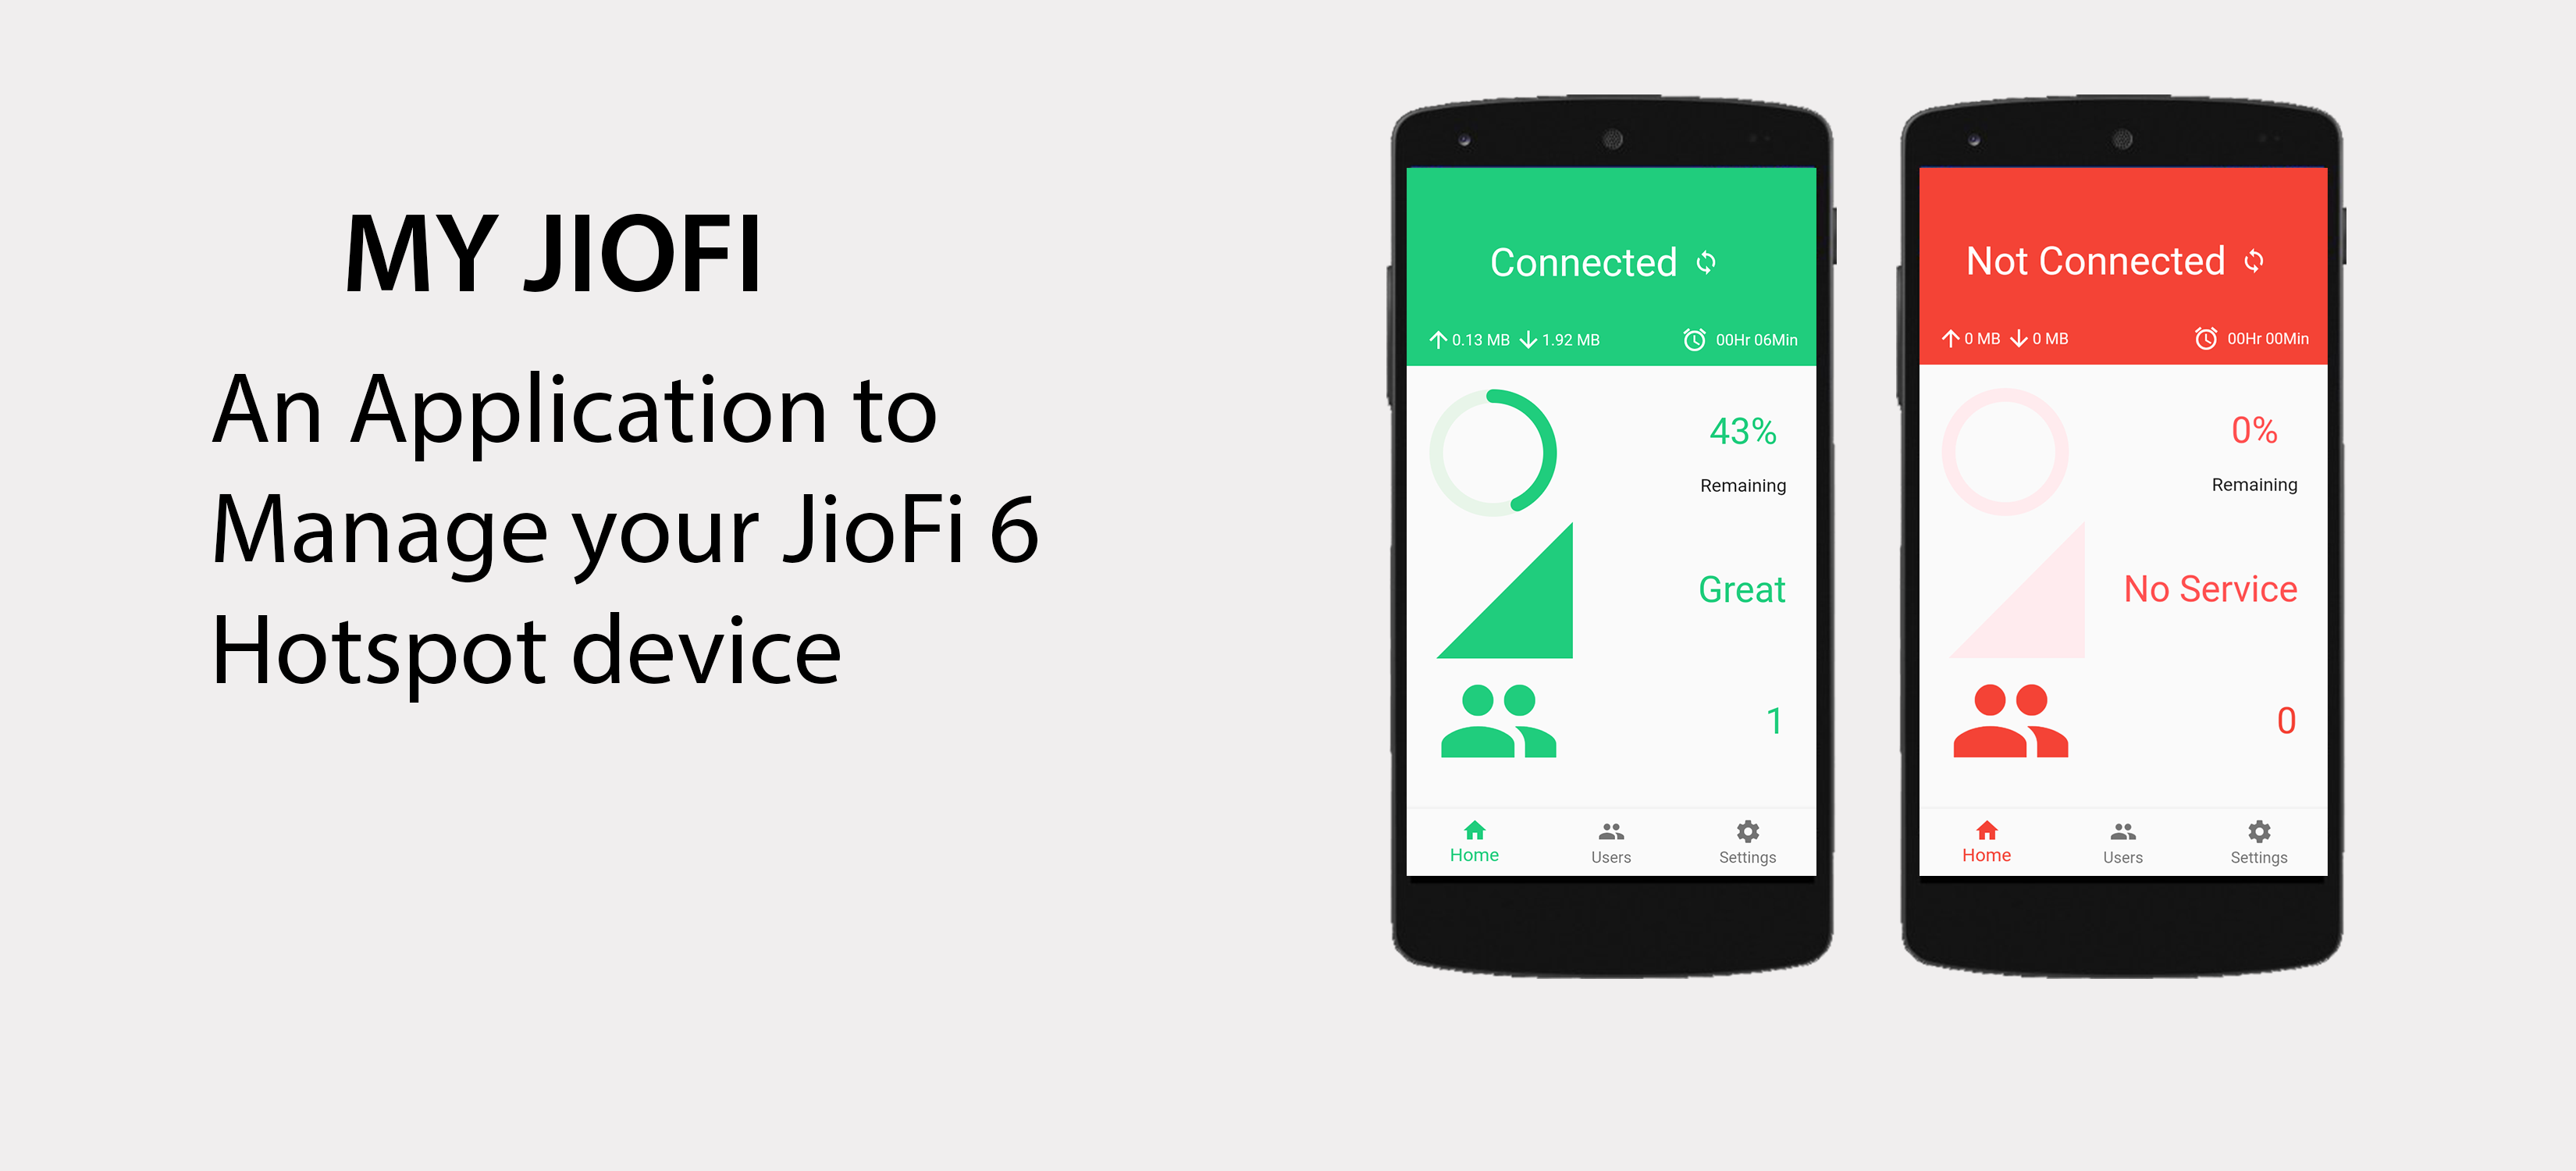 MY JIOFI
An Application to
Manage your JioFi 6
Hotspot device
Connected
0.13 MB 1.92 MB 00Hr 06Min
43%
Remaining
Great
1
Home Users Settings
Not Connected
0 MB 0 MB 00Hr 00Min
0%
Remaining
No Service
0
Home Users Settings